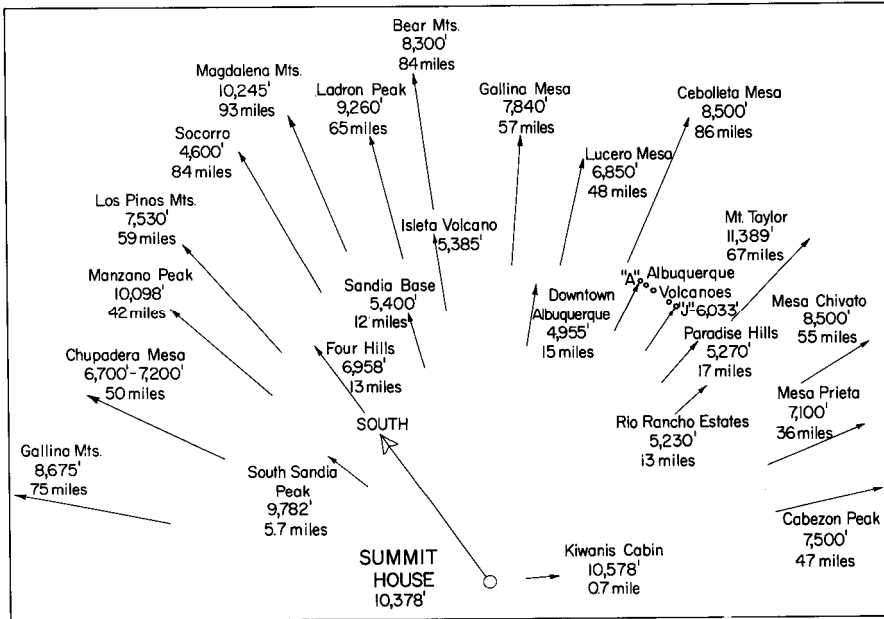 Bear Mts.
8,300'
84 miles
Magdalena Mts.
10,245'
93 miles
Ladron Peak
9,260'
65 miles
Gallina Mesa
7,840'
57 miles
Cebolleta Mesa
8,500'
86 miles
Socorro
4,600'
84 miles
Lucero Mesa
6,850'
48 miles
Los Pinos Mts.
7,530'
59 miles
Isleta Volcano
5,385'
Mt. Taylor
11,389'
67 miles
Manzano Peak
10,098'
42 miles
Sandia Base
5,400'
12 miles
Downtown
Albuquerque
4,955'
15 miles
"A" Albuquerque
Volcanoes
"J"-6,033'
Mesa Chivato
8,500'
55 miles
Chupadera Mesa
6,700'-7,200'
50 miles
Four Hills
6,958'
13 miles
Paradise Hills
5,270'
17 miles
Mesa Prieta
7,100'
36 miles
SOUTH
Rio Rancho Estates
5,230'
13 miles
Gallina Mts.
8,675'
75 miles
South Sandia
Peak
9,782'
5.7 miles
Cabezon Peak
7,500'
47 miles
SUMMIT
HOUSE
10,378'
Kiwanis Cabin
10,578'
0.7 mile